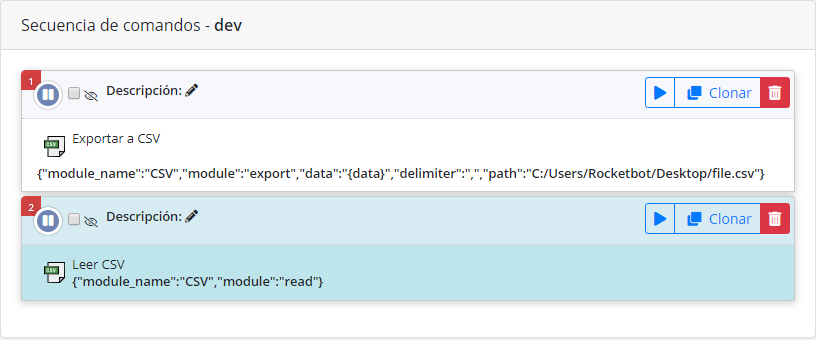 Secuencia de comandos - dev
1
Descripción:
Clonar
CSV
Exportar a CSV
{"module_name":"CSV","module":"export","data":"{data}","delimiter":",","path":"C:/Users/Rocketbot/Desktop/file.csv"}
2
Descripción:
Clonar
CSV
Leer CSV
{"module_name":"CSV","module":"read"}